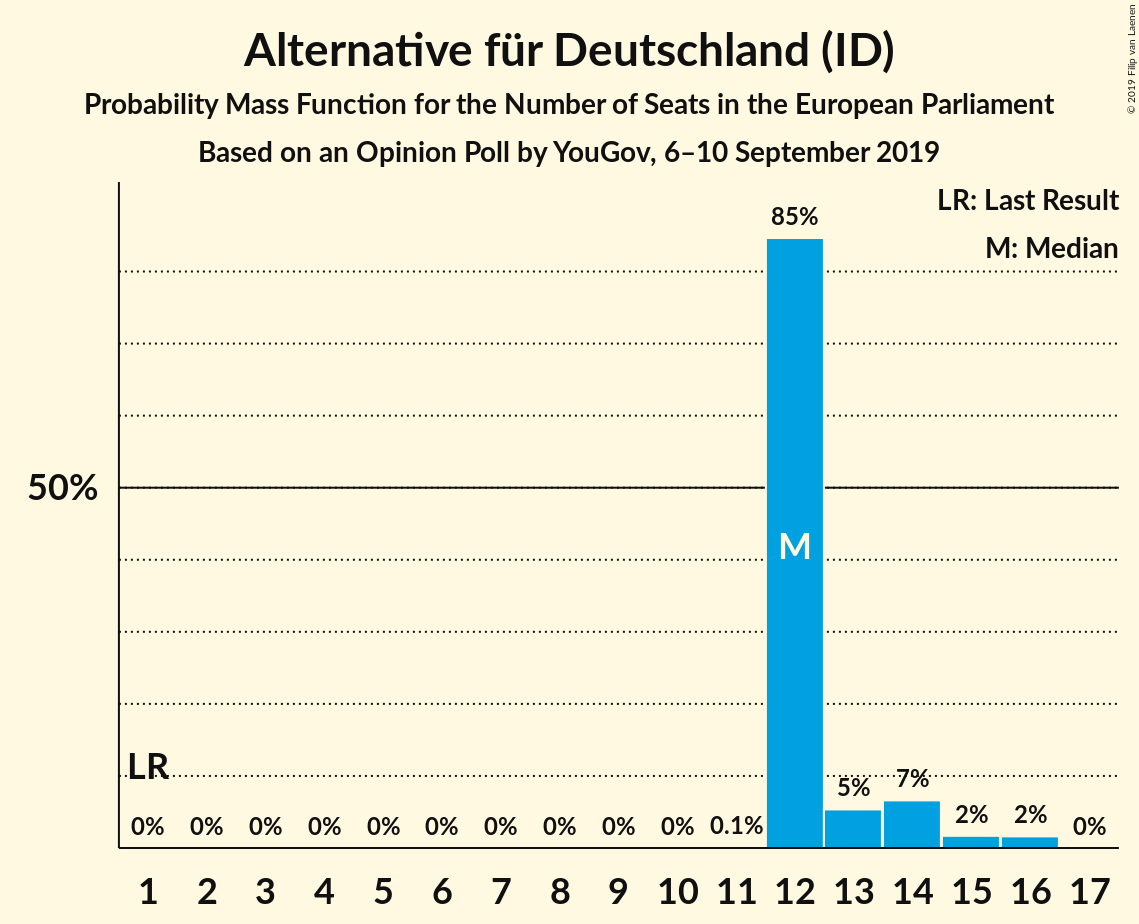 Alternative für Deutschland (ID)
Probability Mass Function for the Number of Seats in the European Parliament
Based on an Opinion Poll by YouGov, 6–10 September 2019
© 2019 Filip van Laenen
LR: Last Result
M: Median
85%
50%
M
LR
0% 0% 0% 0% 0% 0% 0% 0% 0% 0% 0.1% 5% 7% 2% 2% 0%
1 2 3 4 5 6 7 8 9 10 11 12 13 14 15 16 17